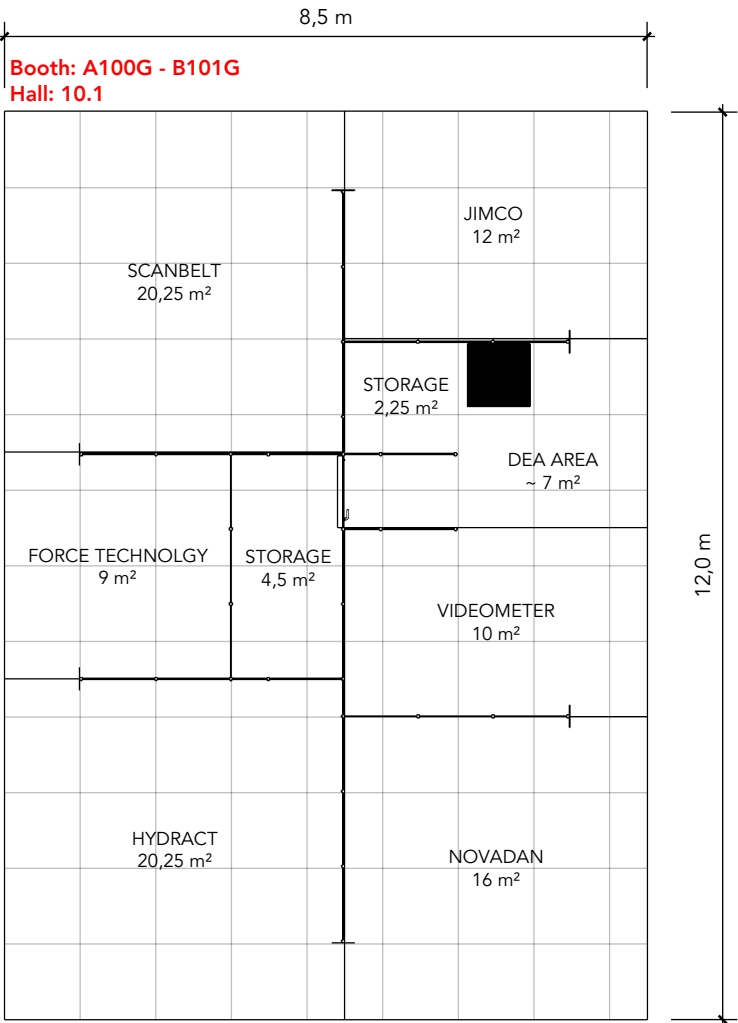 8,5 m
Booth: A100G - B101G
Hall: 10.1
JIMCO
12 m²
SCANBELT
20,25 m²
STORAGE
2,25 m²
DEA AREA
~ 7 m²
FORCE TECHNOLGY
9 m²
STORAGE
4,5 m²
12,0 m
VIDEOMETER
10 m²
HYDRACT
20,25 m²
NOVADAN
16 m²